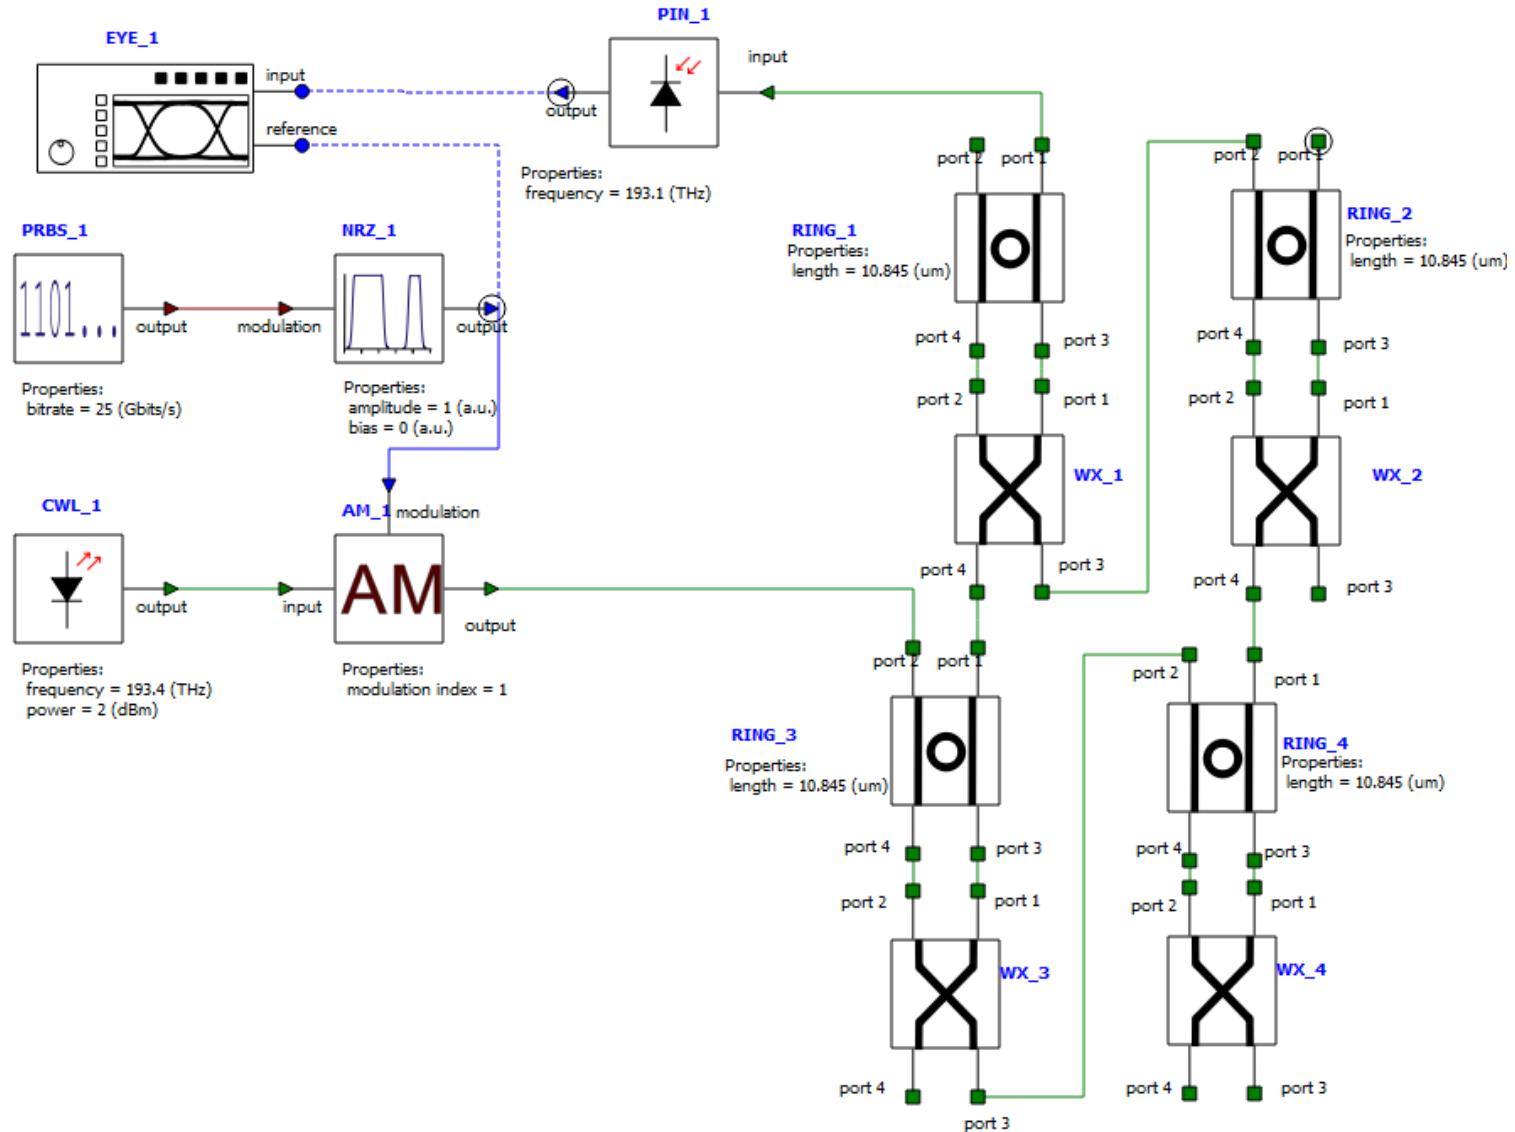 PIN_1
EYE_1
input
input
output
reference
Properties:
frequency = 193.1 (THz)
port 2
port 1
port 2
port 1
RING_1
Properties:
length = 10.845 (um)
RING_2
Properties:
length = 10.845 (um)
PRBS_1
NRZ_1
1101...
output
modulation
output
port 4
port 3
port 4
port 3
Properties:
bitrate = 25 (Gbits/s)
Properties:
amplitude = 1 (a.u.)
bias = 0 (a.u.)
port 2
port 1
port 2
port 1
WX_1
WX_2
CWL_1
AM_1
modulation
AM
output
input
output
port 4
port 3
port 4
port 3
Properties:
frequency = 193.4 (THz)
power = 2 (dBm)
Properties:
modulation index = 1
port 2
port 1
port 2
port 1
RING_3
Properties:
length = 10.845 (um)
RING_4
Properties:
length = 10.845 (um)
port 4
port 3
port 4
port 3
port 2
port 1
port 2
port 1
WX_3
WX_4
port 4
port 3
port 4
port 3